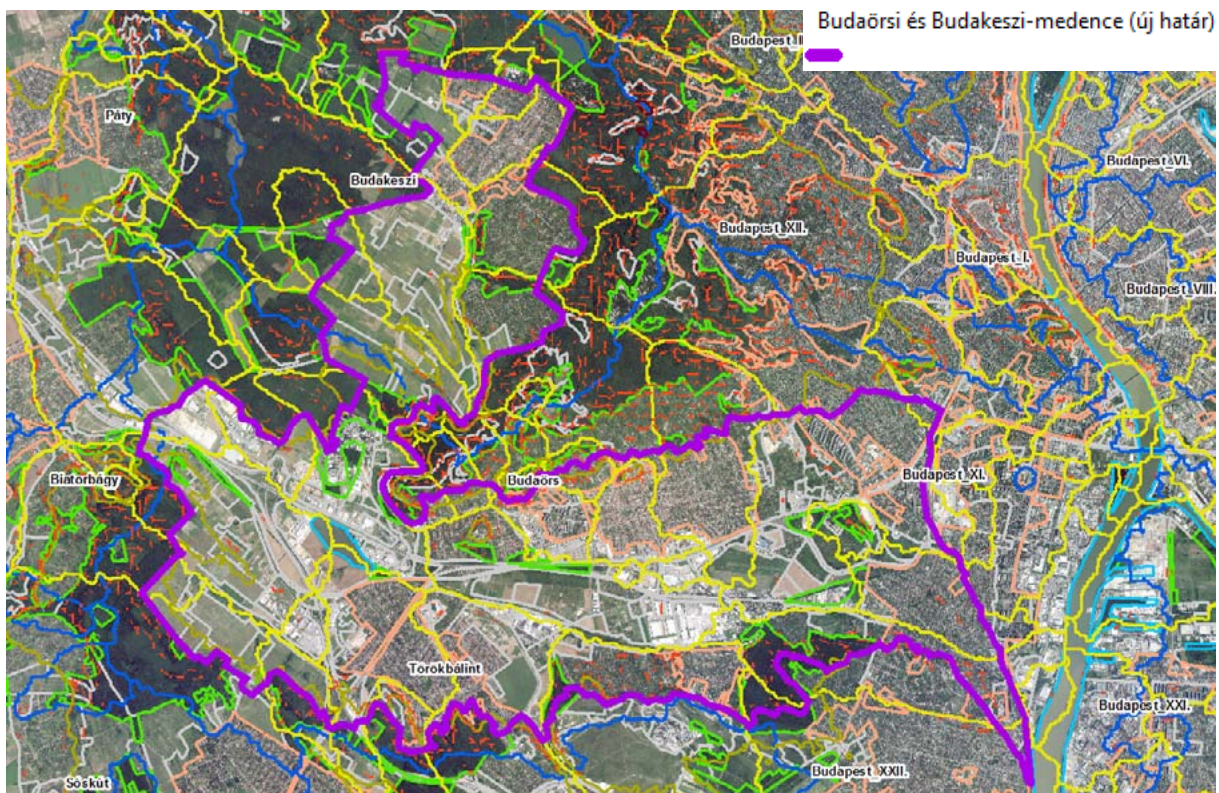 Budaörsi és Budakeszi-medence (új határ)
Budapest_II
Páty
Budapest_VI.
Budakeszi
Budapest_XII.
Budapest_I.
Budapest_VIII.
Biatorbágy
Budaörs
Budapest_XI.
Törökbálint
Budapest_XXI.
Budapest_XXII.
Sóskút